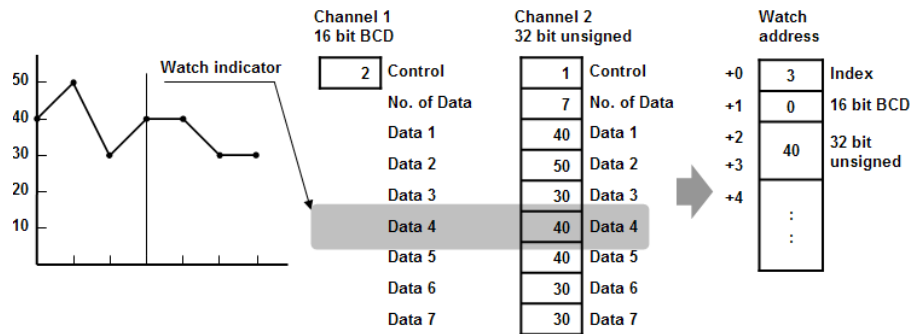 Channel 1
16 bit BCD
Channel 2
32 bit unsigned
Watch
address
Watch indicator
50
40
30
20
10
2 Control
No. of Data
Data 1
Data 2
Data 3
Data 4
Data 5
Data 6
Data 7
1 Control
7 No. of Data
40 Data 1
50 Data 2
30 Data 3
40 Data 4
40 Data 5
30 Data 6
30 Data 7
+0 3 Index
+1 0 16 bit BCD
+2
+3
40
32 bit
unsigned
+4
:
: